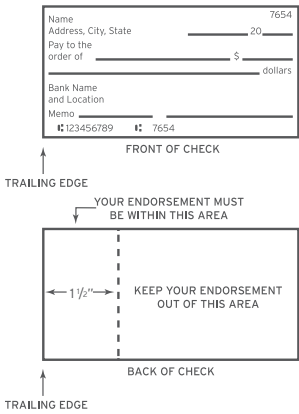 Name 7654
Address, City, State 20
Pay to the
order of $
dollars
Bank Name
and Location
Memo
⑆123456789 ⑆ 7654
FRONT OF CHECK
TRAILING EDGE
YOUR ENDORSEMENT MUST
BE WITHIN THIS AREA
1 1/2"
KEEP YOUR ENDORSEMENT
OUT OF THIS AREA
BACK OF CHECK
TRAILING EDGE